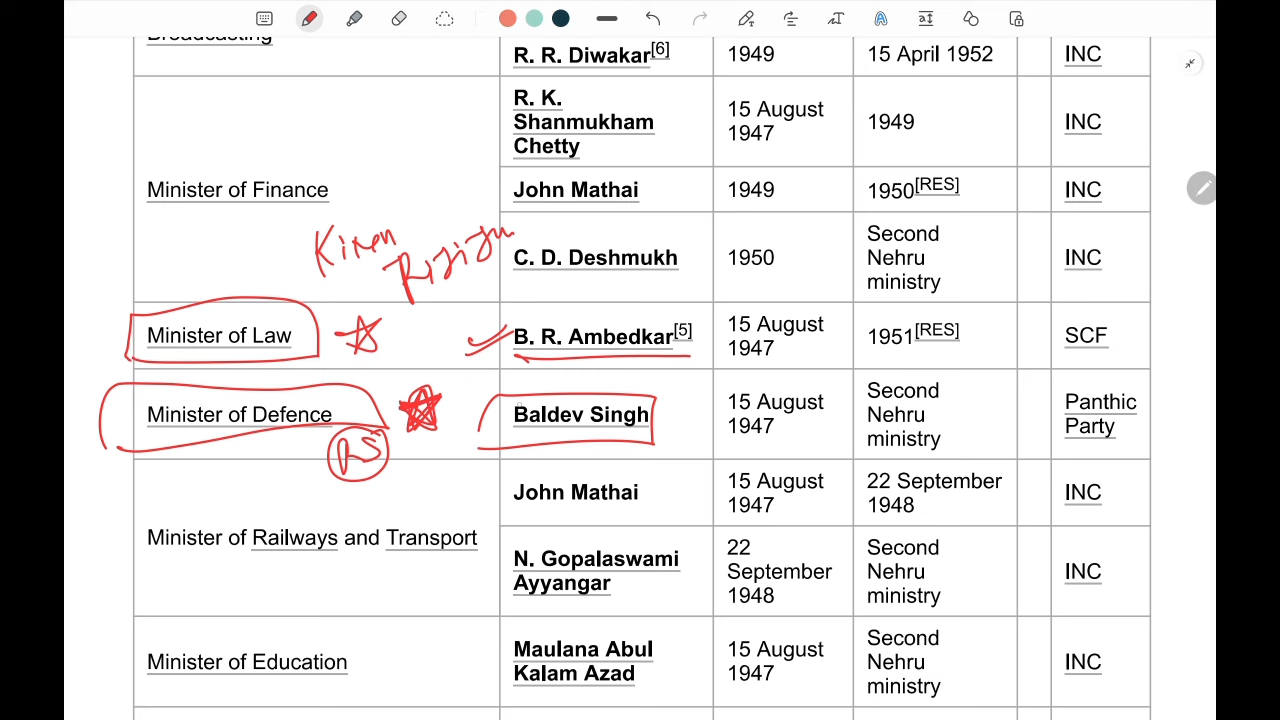 Broadcasting
R. R. Diwakar[6] 1949 15 April 1952 INC
R. K.
Shanmukham
Chetty
15 August
1947
1949
INC
Minister of Finance
John Mathai 1949 1950[RES] INC
Kiren
Rijiju
C. D. Deshmukh 1950
Second
Nehru
ministry
INC
Minister of Law
B. R. Ambedkar[5]
15 August
1947
1951[RES]
SCF
Minister of Defence
RS
Baldev Singh
15 August
1947
Second
Nehru
ministry
Panthic
Party
Minister of Railways and Transport
John Mathai
15 August
1947
22 September
1948
INC
N. Gopalaswami
Ayyangar
22
September
1948
Second
Nehru
ministry
INC
Minister of Education
Maulana Abul
Kalam Azad
15 August
1947
Second
Nehru
ministry
INC